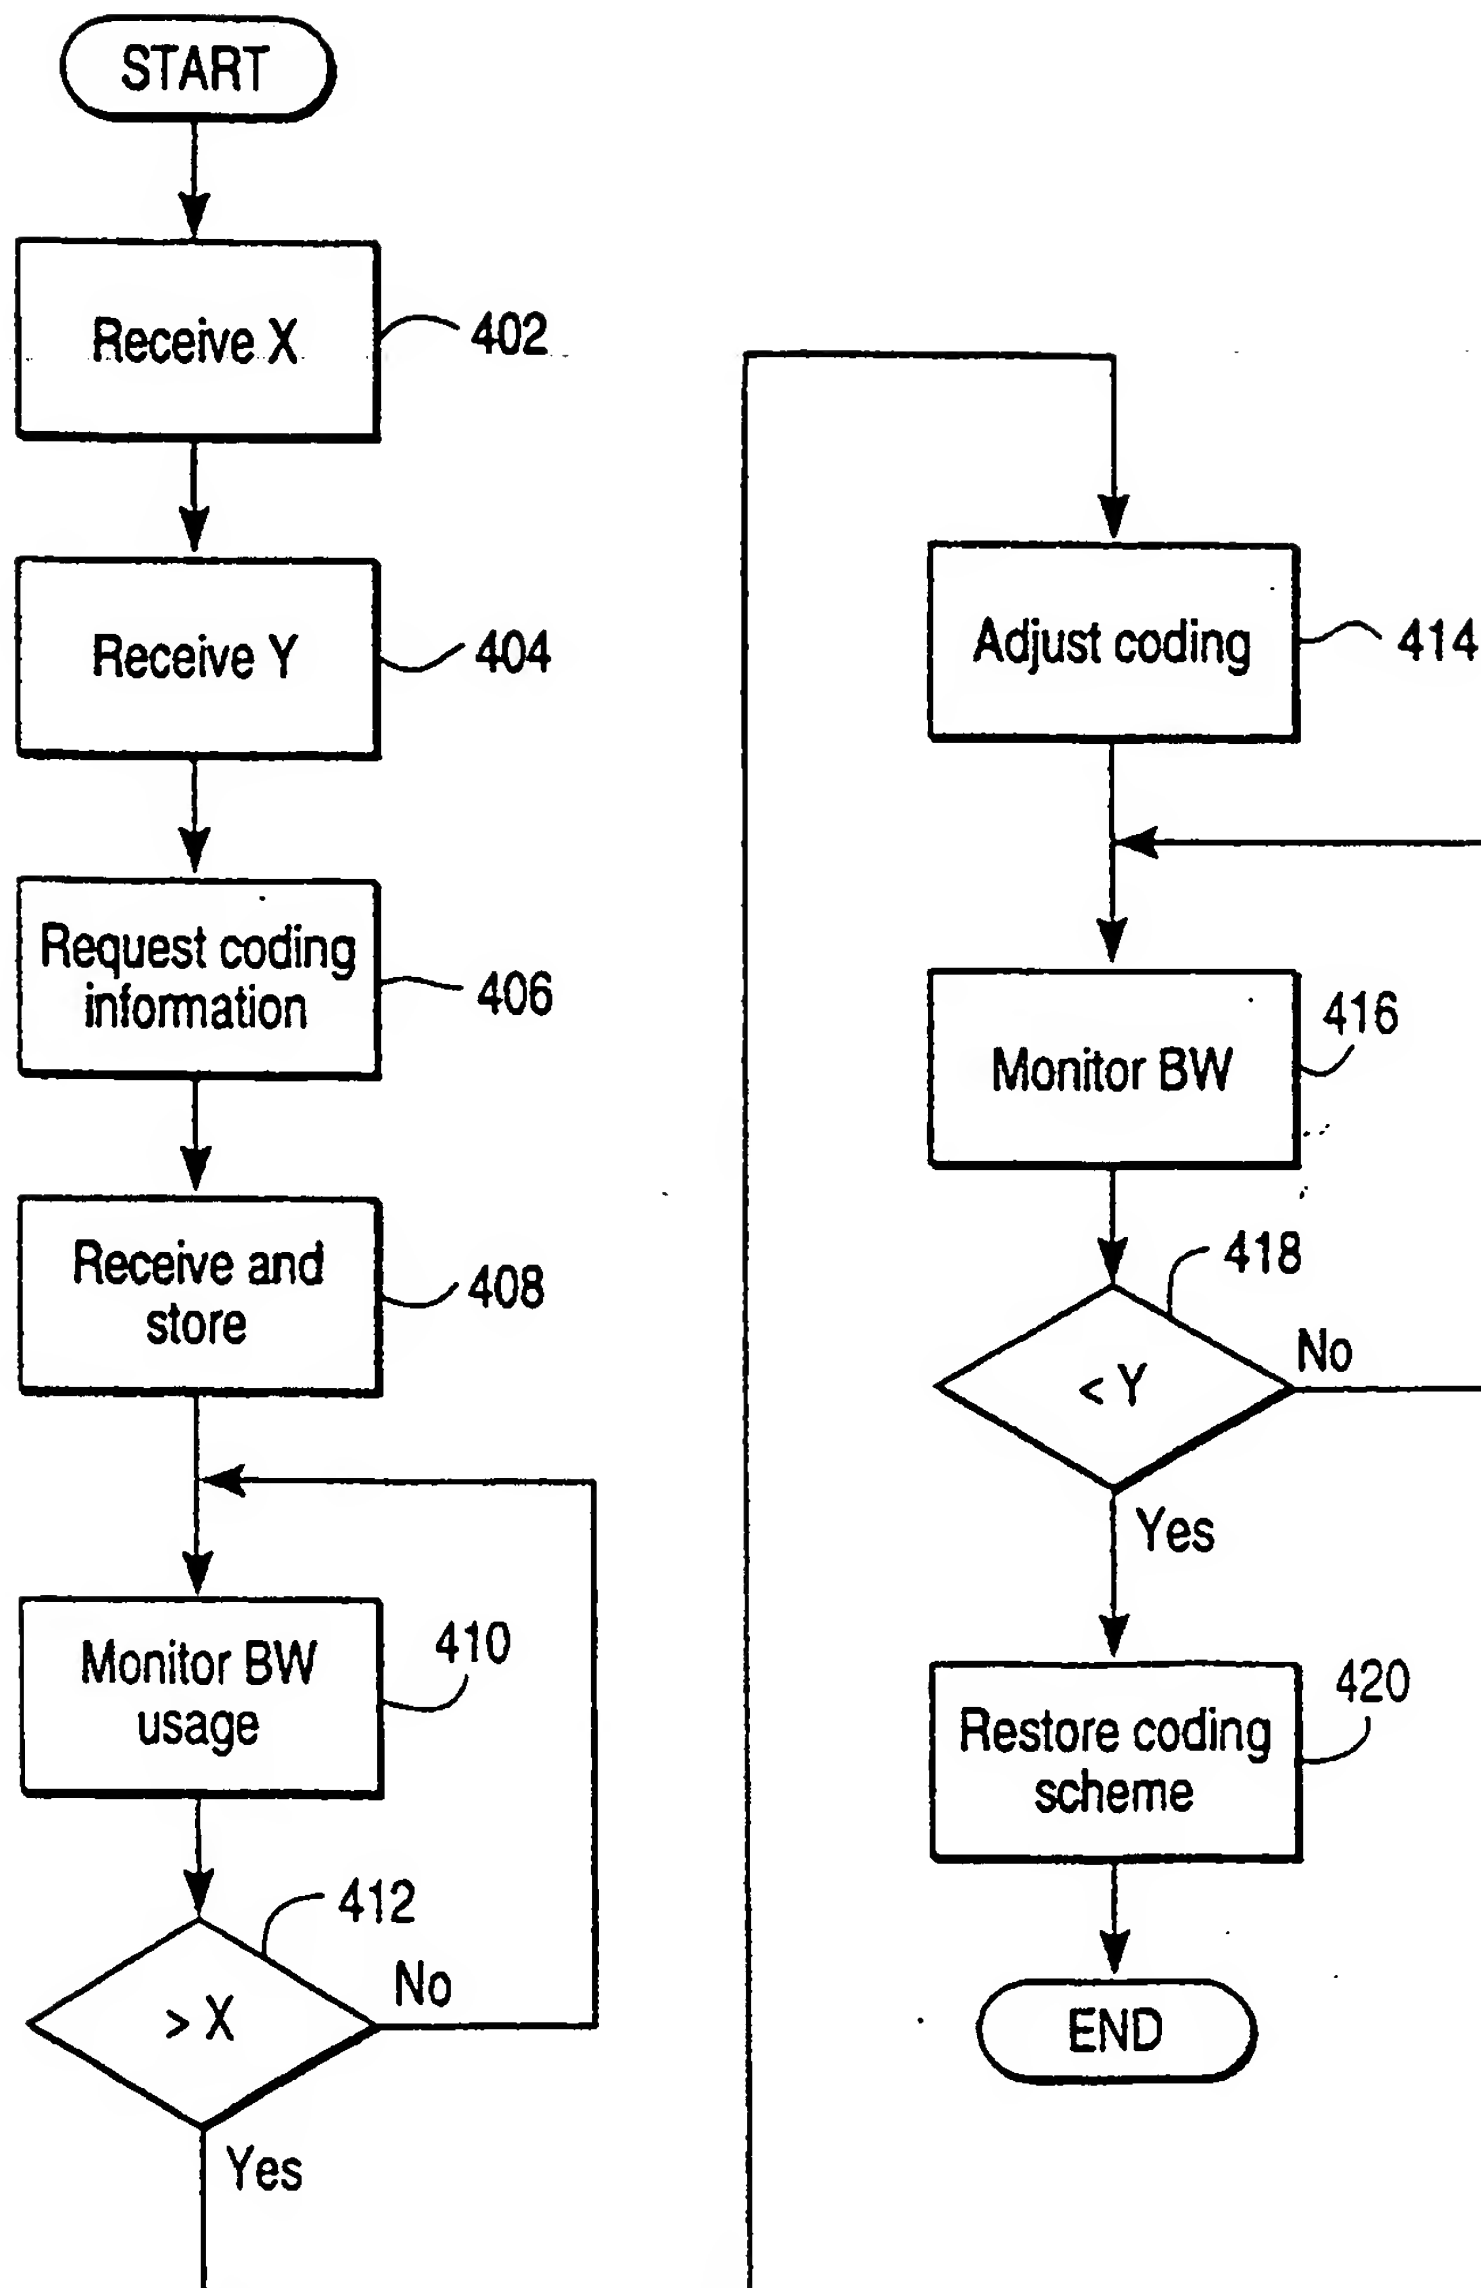 START
Receive X
402
Receive Y
404
Request coding
information
406
Receive and
store
408
Monitor BW
usage
410
412
> X
No
Yes
Adjust coding
414
Monitor BW
416
418
< Y
No
Yes
Restore coding
scheme
420
END